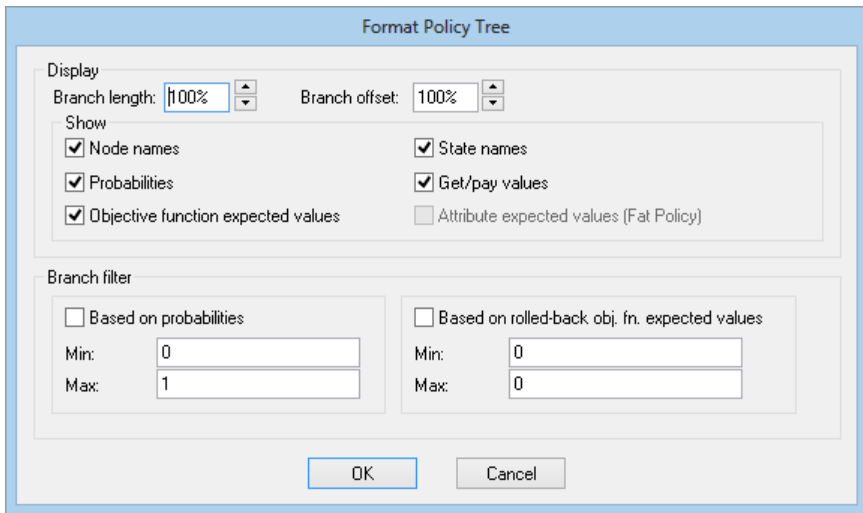 Format Policy Tree
Display
Branch length: 100% Branch offset: 100%
Show
Node names State names
Probabilities Get/pay values
Objective function expected values Attribute expected values (Fat Policy)
Branch filter
Based on probabilities Based on rolled-back obj. fn. expected values
Min: 0 Min: 0
Max: 1 Max: 0
OK Cancel